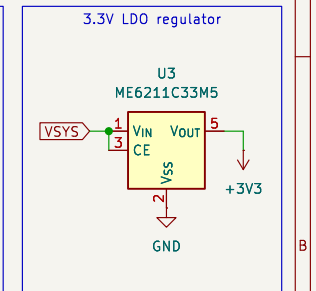 3.3V LDO regulator
U3
ME6211C33M5
VSYS
1
VIN
VOUT
5
3
CE
VSS
2
+3V3
GND
B